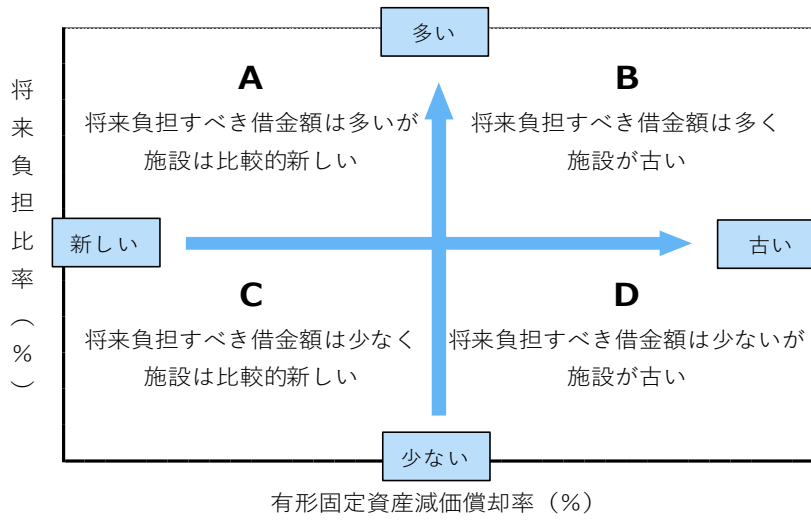 多い
将来負担比率（%）
A
将来負担すべき借金額は多いが
施設は比較的新しい
B
将来負担すべき借金額は多く
施設が古い
新しい
古い
C
将来負担すべき借金額は少なく
施設は比較的新しい
D
将来負担すべき借金額は少ないが
施設が古い
少ない
有形固定資産減価償却率（%）